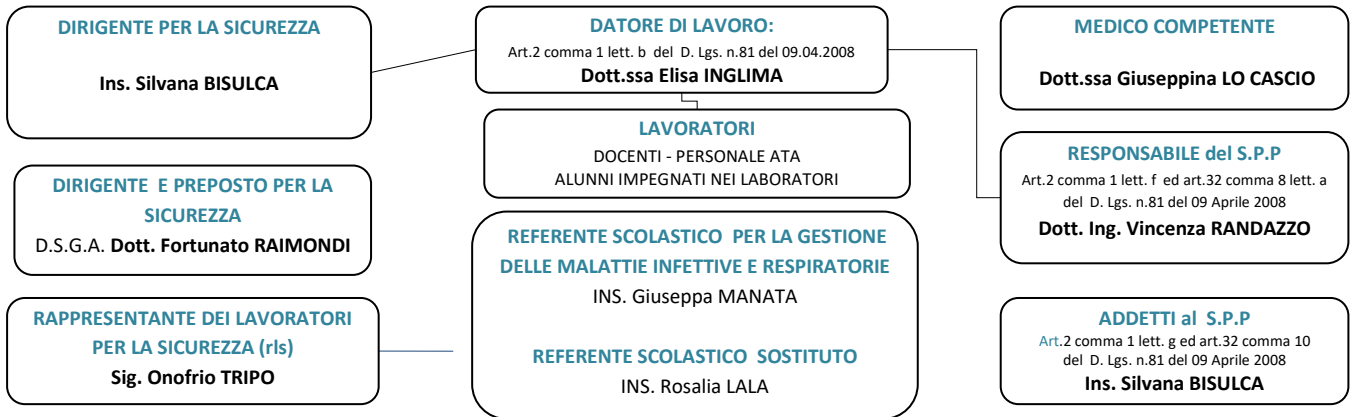 DIRIGENTE PER LA SICUREZZA
Ins. Silvana BISULCA
DIRIGENTE E PREPOSTO PER LA
SICUREZZA
D.S.G.A. Dott. Fortunato RAIMONDI
RAPPRESENTANTE DEI LAVORATORI
PER LA SICUREZZA (rls)
Sig. Onofrio TRIPO
DATORE DI LAVORO:
Art.2 comma 1 lett. b del D. Lgs. n.81 del 09.04.2008
Dott.ssa Elisa INGLIMA
LAVORATORI
DOCENTI - PERSONALE ATA
ALUNNI IMPEGNATI NEI LABORATORI
REFERENTE SCOLASTICO PER LA GESTIONE
DELLE MALATTIE INFETTIVE E RESPIRATORIE
INS. Giuseppa MANATA
REFERENTE SCOLASTICO SOSTITUTO
INS. Rosalia LALA
MEDICO COMPETENTE
Dott.ssa Giuseppina LO CASCIO
RESPONSABILE del S.P.P
Art.2 comma 1 lett. f ed art.32 comma 8 lett. a
del D. Lgs. n.81 del 09 Aprile 2008
Dott. Ing. Vincenza RANDAZZO
ADDETTI al S.P.P
Art.2 comma 1 lett. g ed art.32 comma 10
del D. Lgs. n.81 del 09 Aprile 2008
Ins. Silvana BISULCA